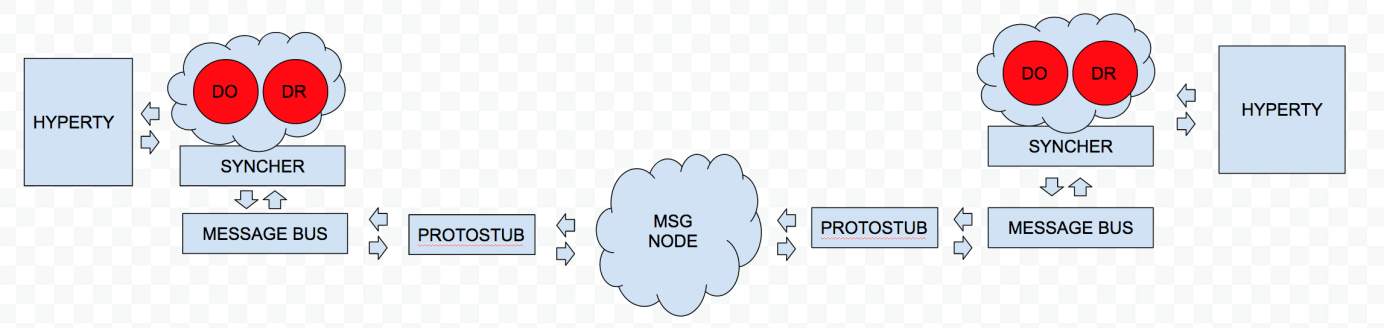 HYPERTY
DO
DR
SYNCHER
MESSAGE BUS
PROTOSTUB
MSG
NODE
PROTOSTUB
DO
DR
SYNCHER
MESSAGE BUS
HYPERTY